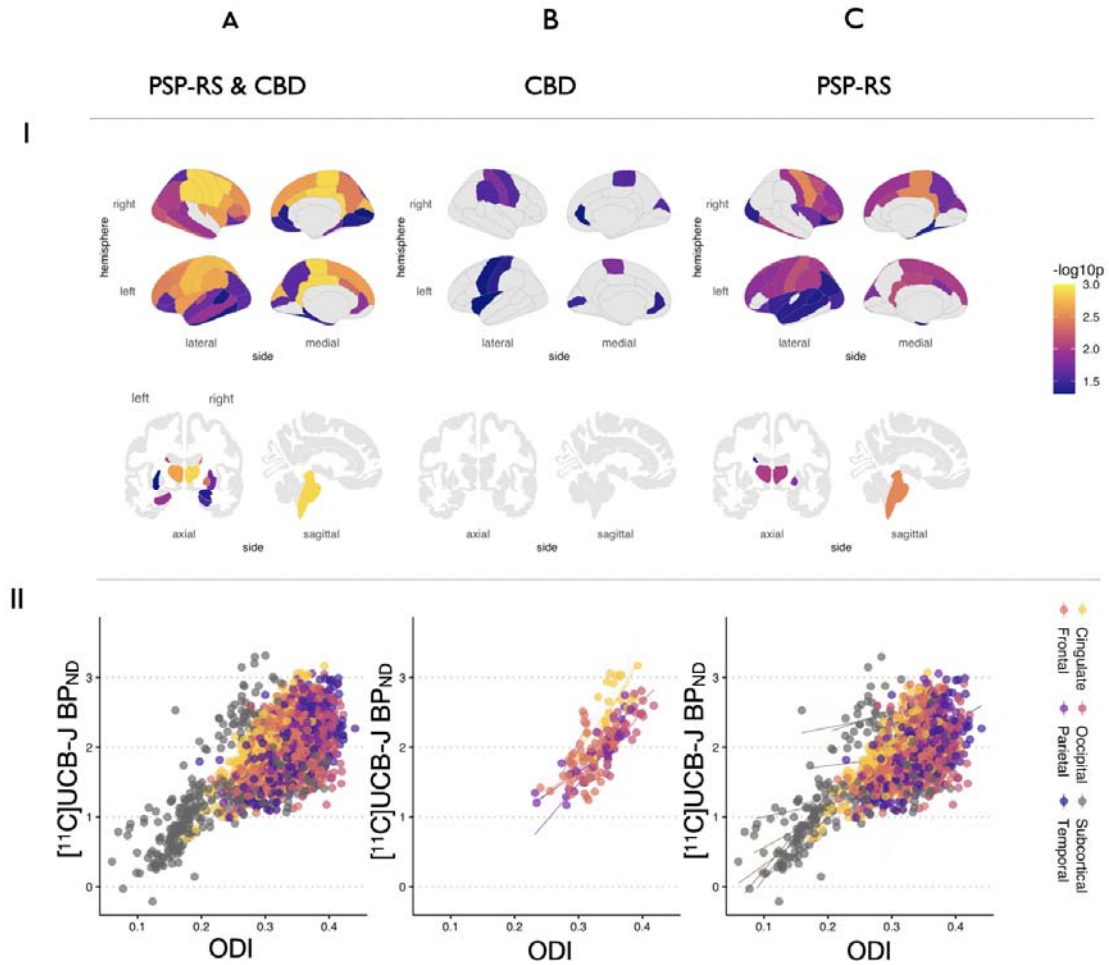 A B C
PSP-RS & CBD CBD PSP-RS
I
right right right
hemisphere hemisphere hemisphere
left left left
lateral medial lateral medial lateral medial
side side side
-log10p
3.0
2.5
2.0
1.5
left right
axial sagittal axial sagittal axial sagittal
side side side
II
[¹¹C]UCB-J BPND [¹¹C]UCB-J BPND [¹¹C]UCB-J BPND
3 3 3
2 2 2
1 1 1
0 0 0
0.1 0.2 0.3 0.4 0.1 0.2 0.3 0.4 0.1 0.2 0.3 0.4
ODI ODI ODI
Cingulate Occipital Subcortical
Frontal Parietal Temporal